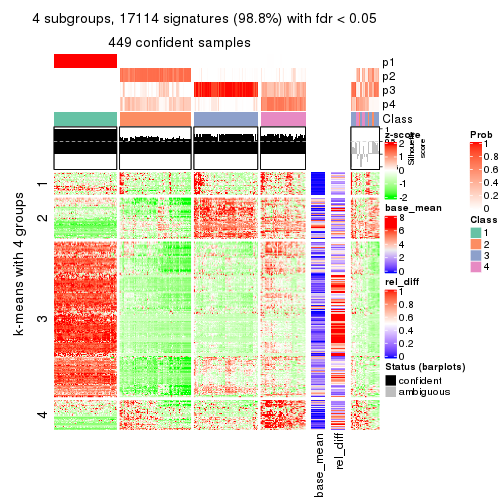 4 subgroups, 17114 signatures (98.8%) with fdr < 0.05
449 confident samples
p1
p2
p3
p4
Class
1
0
Silhouette
score
k-means with 4 groups
1
2
3
4
base_mean
rel_diff
z-score
2
1
0
-1
-2
base_mean
8
6
4
2
0
rel_diff
1
0.8
0.6
0.4
0.2
0
Status (barplots)
confident
ambiguous
Prob
1
0.8
0.6
0.4
0.2
0
Class
1
2
3
4